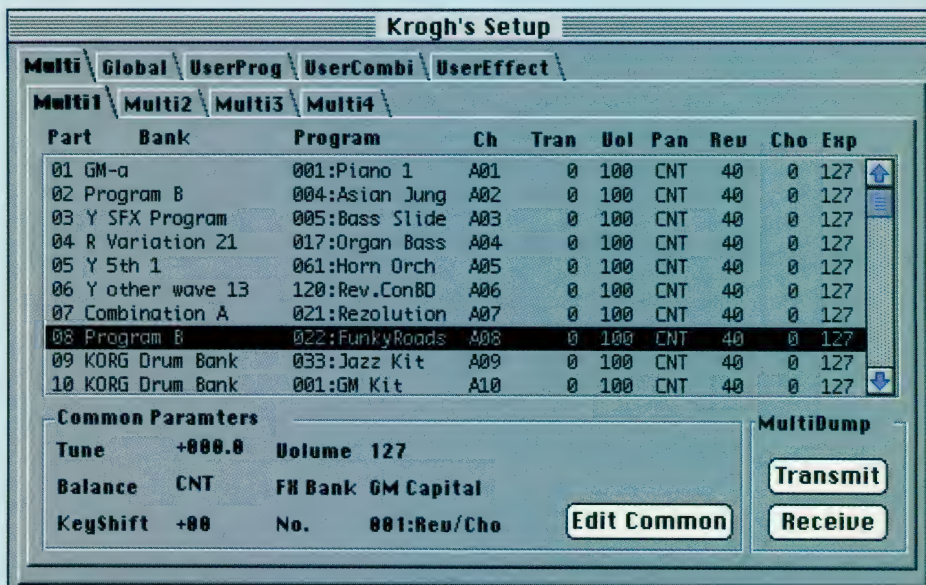 Krogh's Setup
Multi Global UserProg UserCombi UserEffect
Multi1 Multi2 Multi3 Multi4
Part Bank Program Ch Tran Vol Pan Rev Cho Exp
01 GM-a 001:Piano 1 A01 0 100 CNT 40 0 127
02 Program B 004:Asian Jung A02 0 100 CNT 40 0 127
03 Y SFX Program 005:Bass Slide A03 0 100 CNT 40 0 127
04 R Variation 21 017:Organ Bass A04 0 100 CNT 40 0 127
05 Y 5th 1 061:Horn Orch A05 0 100 CNT 40 0 127
06 Y other wave 13 120:Rev.ConBD A06 0 100 CNT 40 0 127
07 Combination A 021:Rezolution A07 0 100 CNT 40 0 127
08 Program B 022:FunkyRoads A08 0 100 CNT 40 0 127
09 KORG Drum Bank 033:Jazz Kit A09 0 100 CNT 40 0 127
10 KORG Drum Bank 001:GM Kit A10 0 100 CNT 40 0 127
Common Paramters
MultiDump
Tune +000.0 Volume 127
Balance CNT FX Bank GM Capital
KeyShift +00 No. 001:Rev/Cho
Edit Common
Transmit
Receive